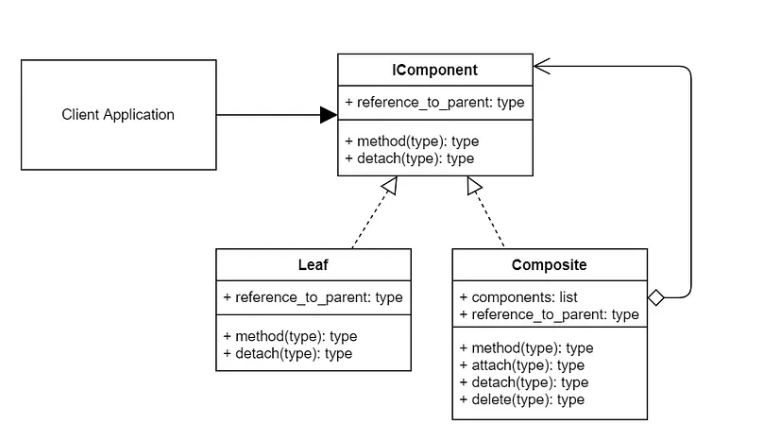 Client Application
IComponent
+ reference_to_parent: type
+ method(type): type
+ detach(type): type
Leaf
+ reference_to_parent: type
+ method(type): type
+ detach(type): type
Composite
+ components: list
+ reference_to_parent: type
+ method(type): type
+ attach(type): type
+ detach(type): type
+ delete(type): type